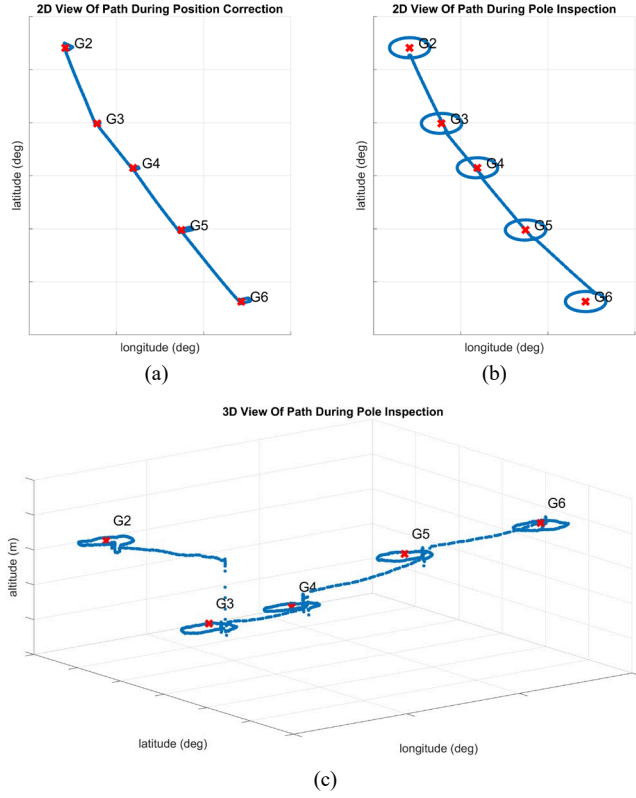 2D View Of Path During Position Correction
G2
G3
G4
G5
G6
latitude (deg)
longitude (deg)
(a)
2D View Of Path During Pole Inspection
G2
G3
G4
G5
G6
latitude (deg)
longitude (deg)
(b)
3D View Of Path During Pole Inspection
G2
G3
G4
G5
G6
altitude (m)
latitude (deg)
longitude (deg)
(c)